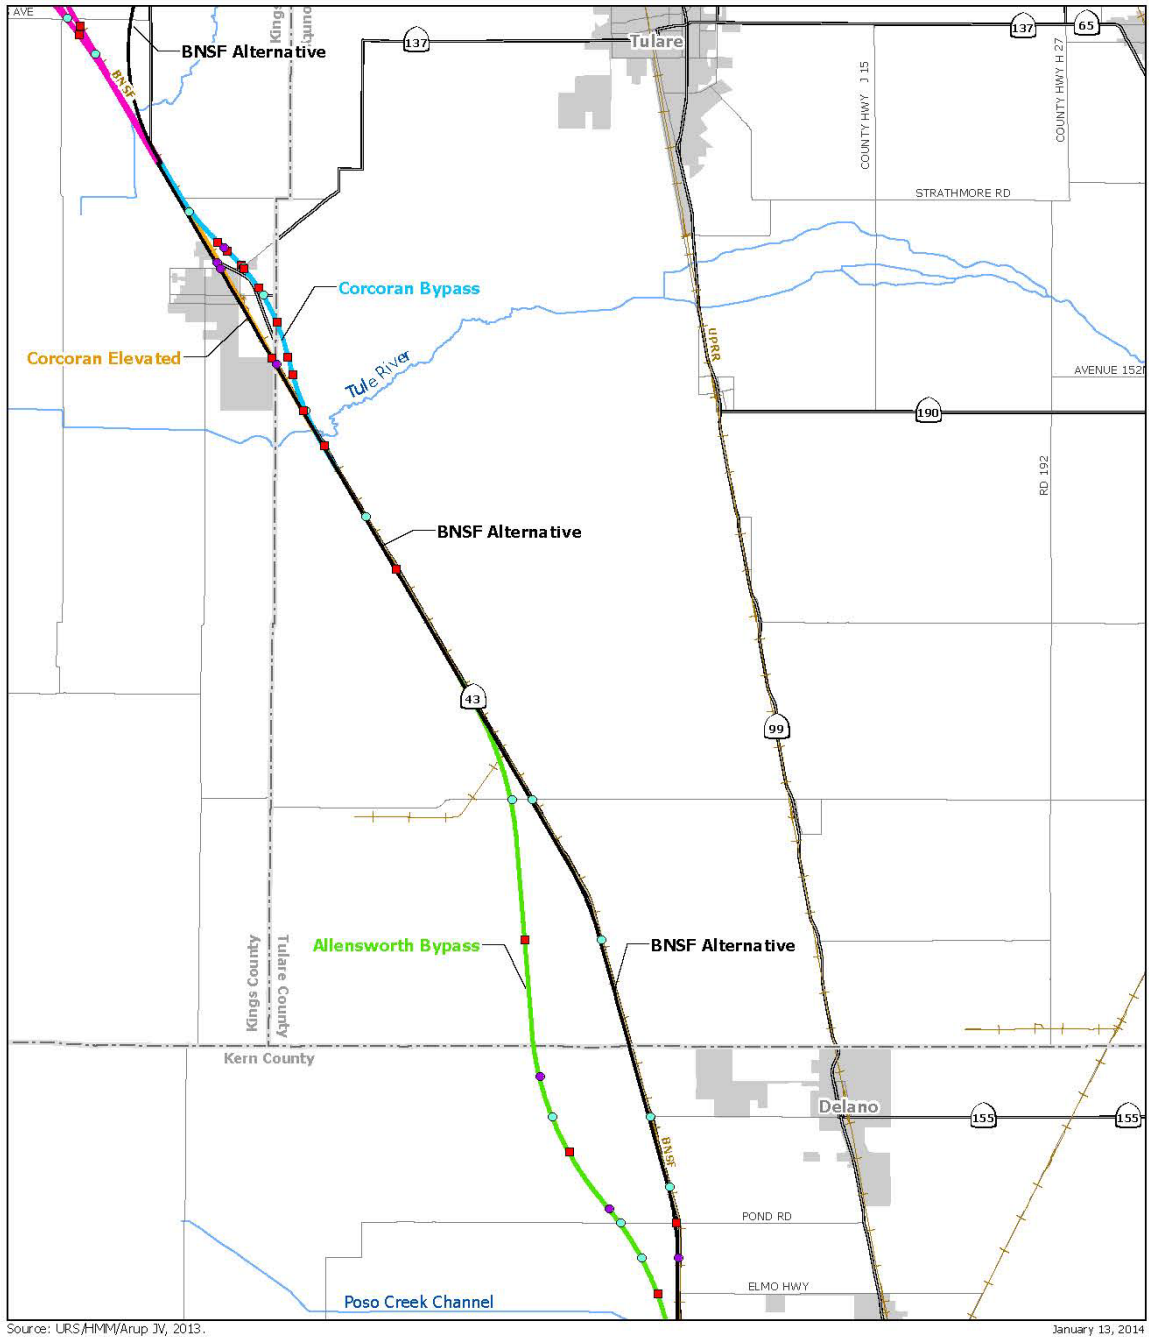 AVE
Kings
ounty
BNSF Alternative
137
Tulare
137
65
BNSF
COUNTY HWY J 15
COUNTY HWY H 27
STRATHMORE RD
Corcoran Bypass
Corcoran Elevated
Tule River
UPRR
AVENUE 152
190
RD 192
BNSF Alternative
43
99
Allensworth Bypass
BNSF Alternative
Kings County
Tulare County
Kern County
Delano
155
155
BNSF
POND RD
ELMO HWY
Poso Creek Channel
Source: URS/HMM/Arup JV, 2013.
January 13, 2014